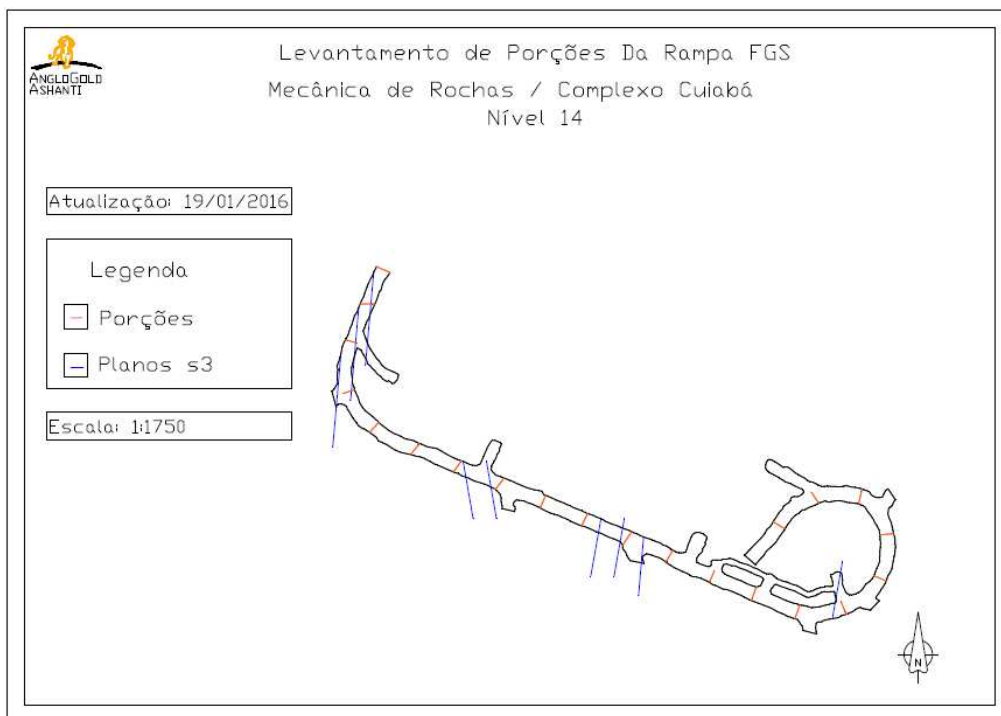 ANGLOGOLD
ASHANTI
Levantamento de Porções Da Rampa FGS
Mecânica de Rochas / Complexo Cuiabá
Nível 14
Atualização: 19/01/2016
Legenda
Porções
Planos s3
Escala: 1:1750
N